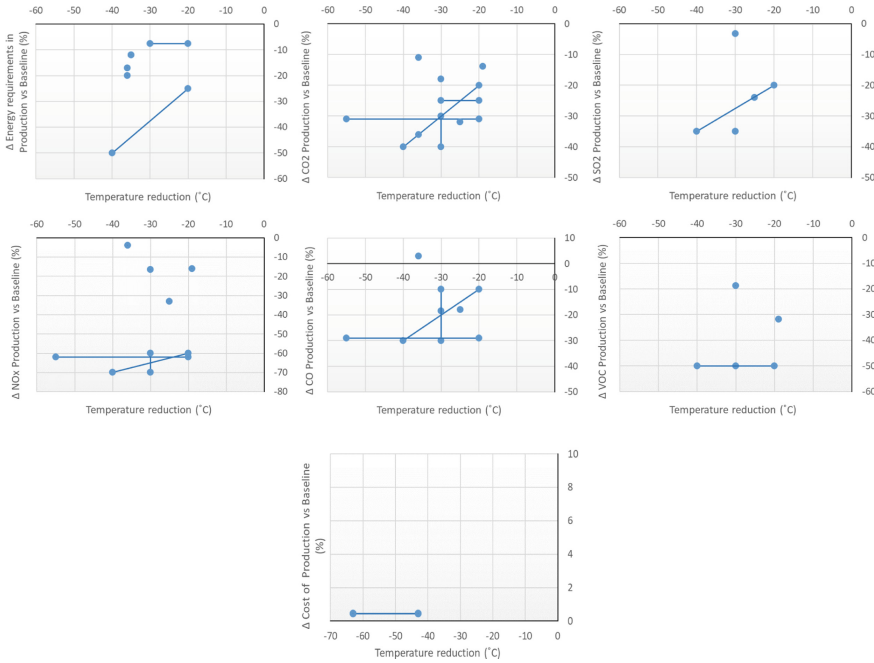 -60 -50 -40 -30 -20 -10 0
0
-10
-20
-30
-40
-50
-60
Δ Energy requirements in
Production vs Baseline (%)
Temperature reduction (˚C)
-60 -50 -40 -30 -20 -10 0
0
-10
-20
-30
-40
-50
Δ CO2 Production vs Baseline (%)
Temperature reduction (˚C)
-60 -50 -40 -30 -20 -10 0
0
-10
-20
-30
-40
-50
Δ SO2 Production vs Baseline (%)
Temperature reduction (˚C)
-60 -50 -40 -30 -20 -10 0
0
-10
-20
-30
-40
-50
-60
-70
-80
Δ NOx Production vs Baseline (%)
Temperature reduction (˚C)
10
0
-60 -50 -40 -30 -20 -10 0
-10
-20
-30
-40
-50
Δ CO Production vs Baseline (%)
Temperature reduction (˚C)
-60 -50 -40 -30 -20 -10 0
0
-10
-20
-30
-40
-50
-60
Δ VOC Production vs Baseline (%)
Temperature reduction (˚C)
10
8
6
4
2
0
Δ Cost of Production vs Baseline
(%)
-70 -60 -50 -40 -30 -20 -10 0
Temperature reduction (˚C)